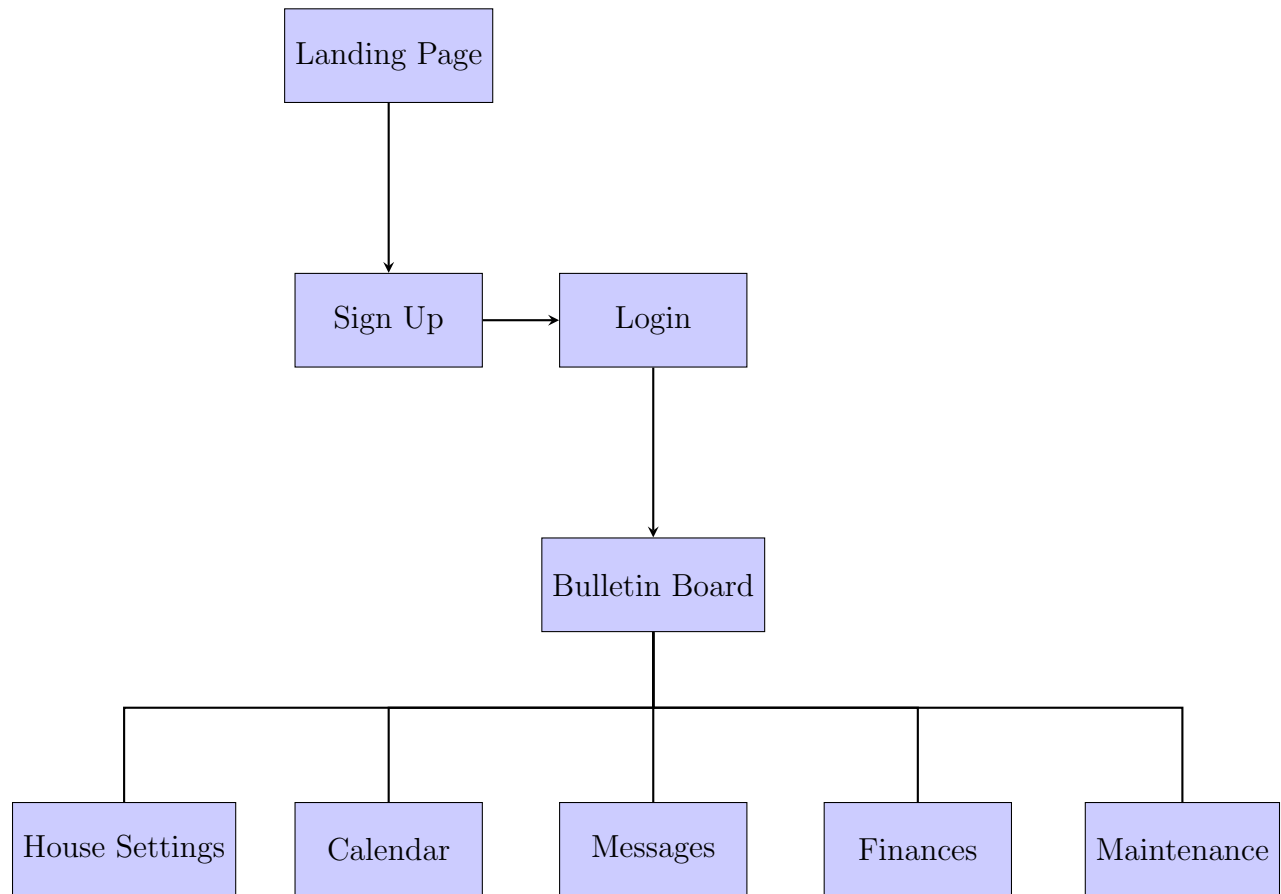 Landing Page
Sign Up
Login
Bulletin Board
House Settings
Calendar
Messages
Finances
Maintenance